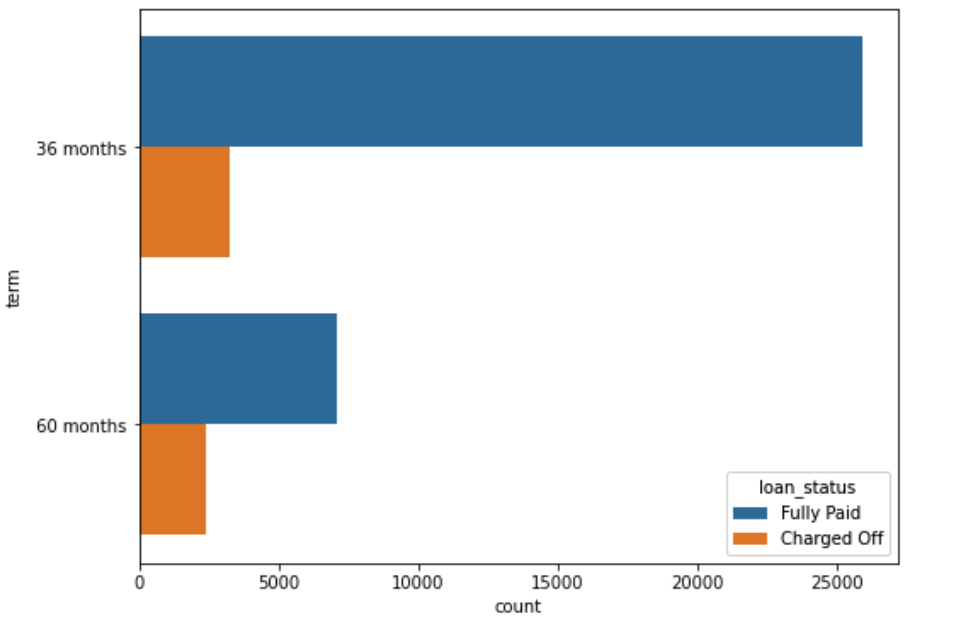 36 months
term
60 months
loan_status
Fully Paid
Charged Off
0 5000 10000 15000 20000 25000
count